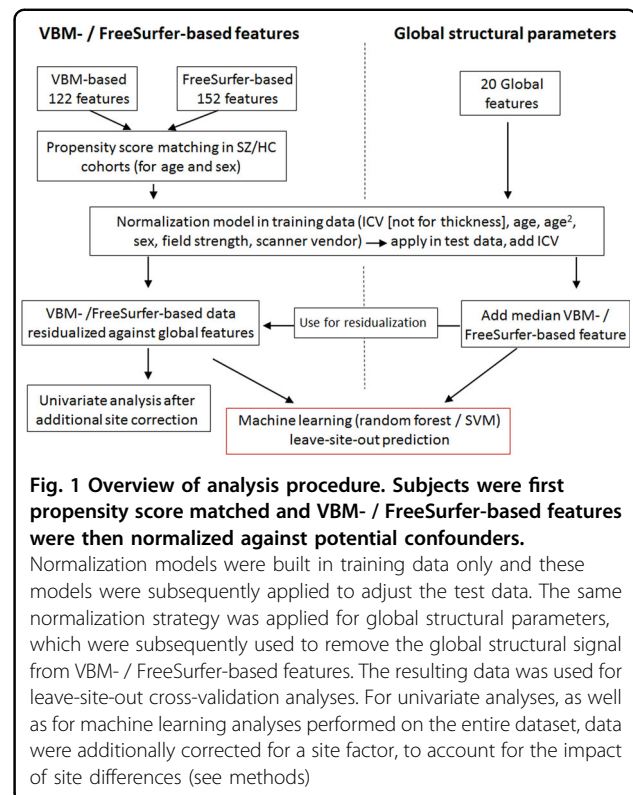 VBM- / FreeSurfer-based features
Global structural parameters
VBM-based
122 features
FreeSurfer-based
152 features
20 Global
features
Propensity score matching in SZ/HC
cohorts (for age and sex)
Normalization model in training data (ICV [not for thickness], age, age²,
sex, field strength, scanner vendor) → apply in test data, add ICV
VBM- /FreeSurfer-based data
residualized against global features
Use for residualization
Add median VBM- /
FreeSurfer-based feature
Univariate analysis after
additional site correction
Machine learning (random forest / SVM)
leave-site-out prediction
Fig. 1 Overview of analysis procedure. Subjects were first
propensity score matched and VBM- / FreeSurfer-based features
were then normalized against potential confounders.
Normalization models were built in training data only and these
models were subsequently applied to adjust the test data. The same
normalization strategy was applied for global structural parameters,
which were subsequently used to remove the global structural signal
from VBM- / FreeSurfer-based features. The resulting data was used for
leave-site-out cross-validation analyses. For univariate analyses, as well
as for machine learning analyses performed on the entire dataset, data
were additionally corrected for a site factor, to account for the impact
of site differences (see methods)